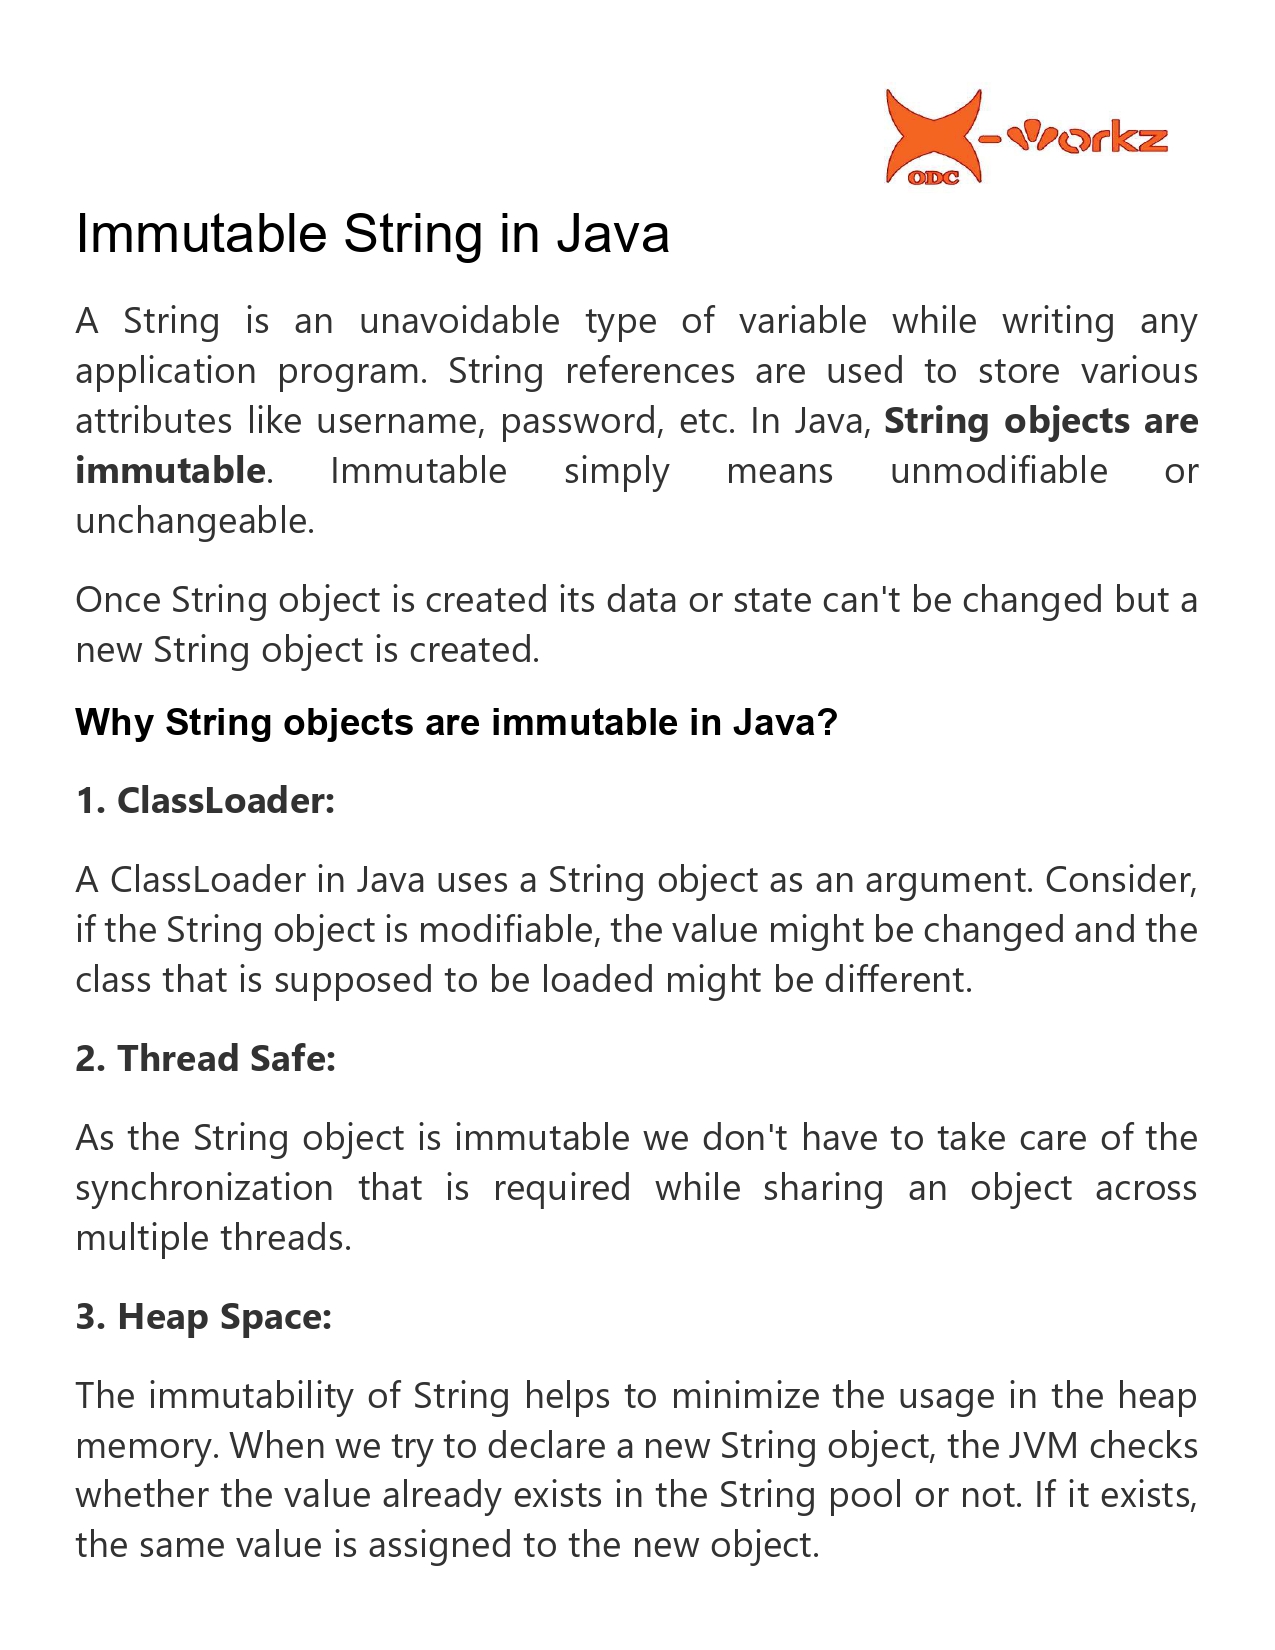 X-workz
ODC
Immutable String in Java
A String is an unavoidable type of variable while writing any
application program. String references are used to store various
attributes like username, password, etc. In Java, String objects are
immutable. Immutable simply means unmodifiable or
unchangeable.
Once String object is created its data or state can't be changed but a
new String object is created.
Why String objects are immutable in Java?
1. ClassLoader:
A ClassLoader in Java uses a String object as an argument. Consider,
if the String object is modifiable, the value might be changed and the
class that is supposed to be loaded might be different.
2. Thread Safe:
As the String object is immutable we don't have to take care of the
synchronization that is required while sharing an object across
multiple threads.
3. Heap Space:
The immutability of String helps to minimize the usage in the heap
memory. When we try to declare a new String object, the JVM checks
whether the value already exists in the String pool or not. If it exists,
the same value is assigned to the new object.